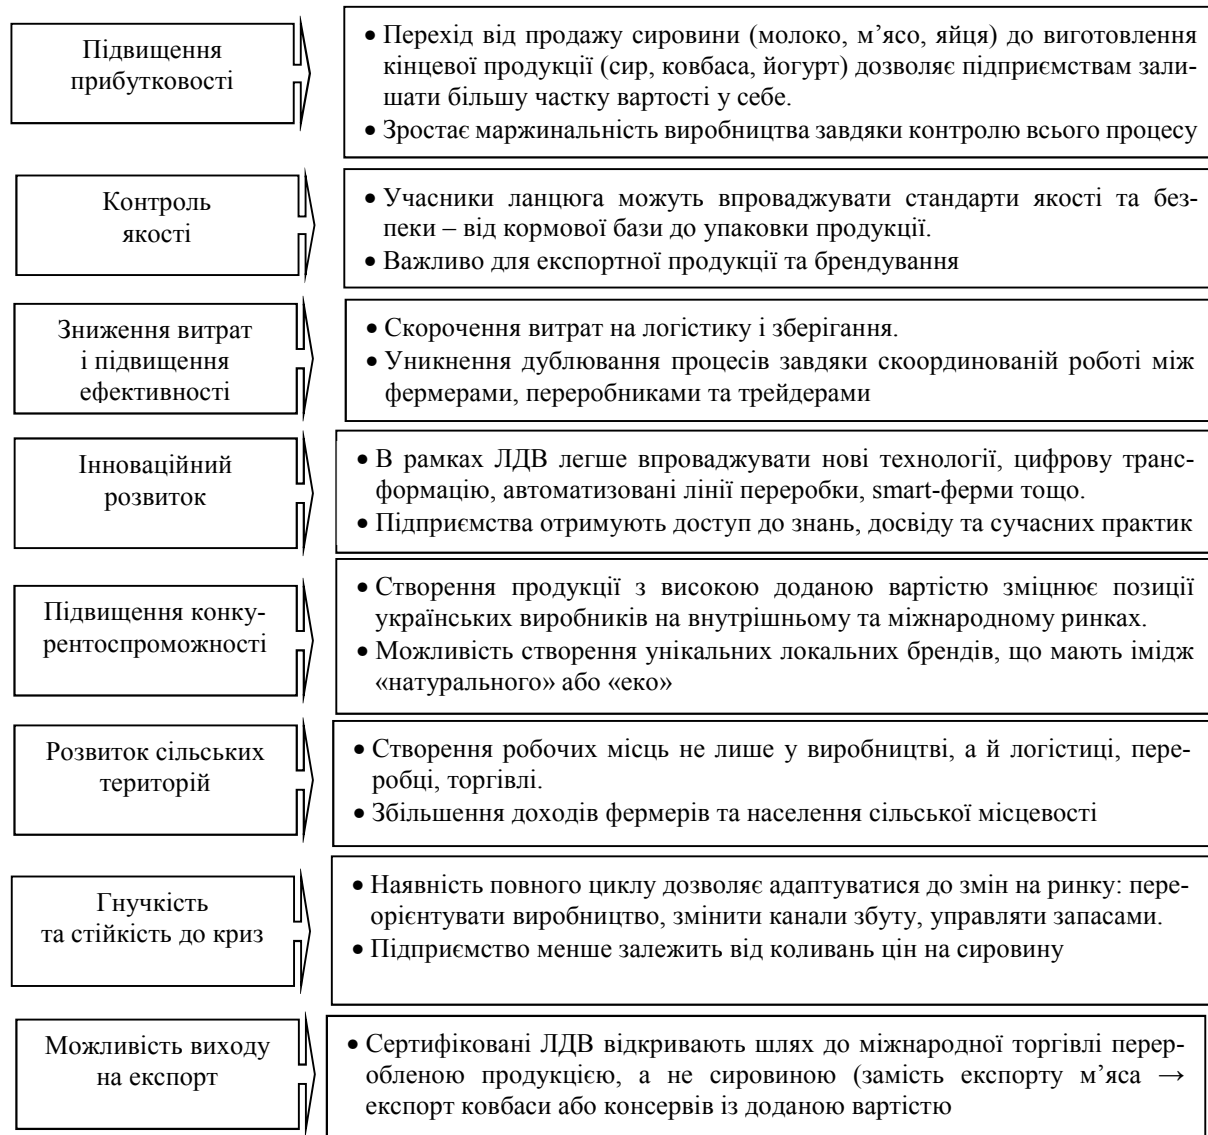 Підвищення
прибутковості
• Перехід від продажу сировини (молоко, м’ясо, яйця) до виготовлення
кінцевої продукції (сир, ковбаса, йогурт) дозволяє підприємствам зали-
шати більшу частку вартості у себе.
• Зростає маржинальність виробництва завдяки контролю всього процесу
Контроль
якості
• Учасники ланцюга можуть впроваджувати стандарти якості та без-
пеки – від кормової бази до упаковки продукції.
• Важливо для експортної продукції та брендування
Зниження витрат
і підвищення
ефективності
• Скорочення витрат на логістику і зберігання.
• Уникнення дублювання процесів завдяки скоординованій роботі між
фермерами, переробниками та трейдерами
Інноваційний
розвиток
• В рамках ЛДВ легше впроваджувати нові технології, цифрову транс-
формацію, автоматизовані лінії переробки, smart-ферми тощо.
• Підприємства отримують доступ до знань, досвіду та сучасних практик
Підвищення конку-
рентоспроможності
• Створення продукції з високою доданою вартістю зміцнює позиції
українських виробників на внутрішньому та міжнародному ринках.
• Можливість створення унікальних локальних брендів, що мають імідж
«натурального» або «еко»
Розвиток сільських
територій
• Створення робочих місць не лише у виробництві, а й логістиці, пере-
робці, торгівлі.
• Збільшення доходів фермерів та населення сільської місцевості
Гнучкість
та стійкість до криз
• Наявність повного циклу дозволяє адаптуватися до змін на ринку: пере-
орієнтувати виробництво, змінити канали збуту, управляти запасами.
• Підприємство менше залежить від коливань цін на сировину
Можливість виходу
на експорт
• Сертифіковані ЛДВ відкривають шлях до міжнародної торгівлі перер-
обленою продукцією, а не сировиною (замість експорту м’яса →
експорт ковбаси або консервів із доданою вартістю